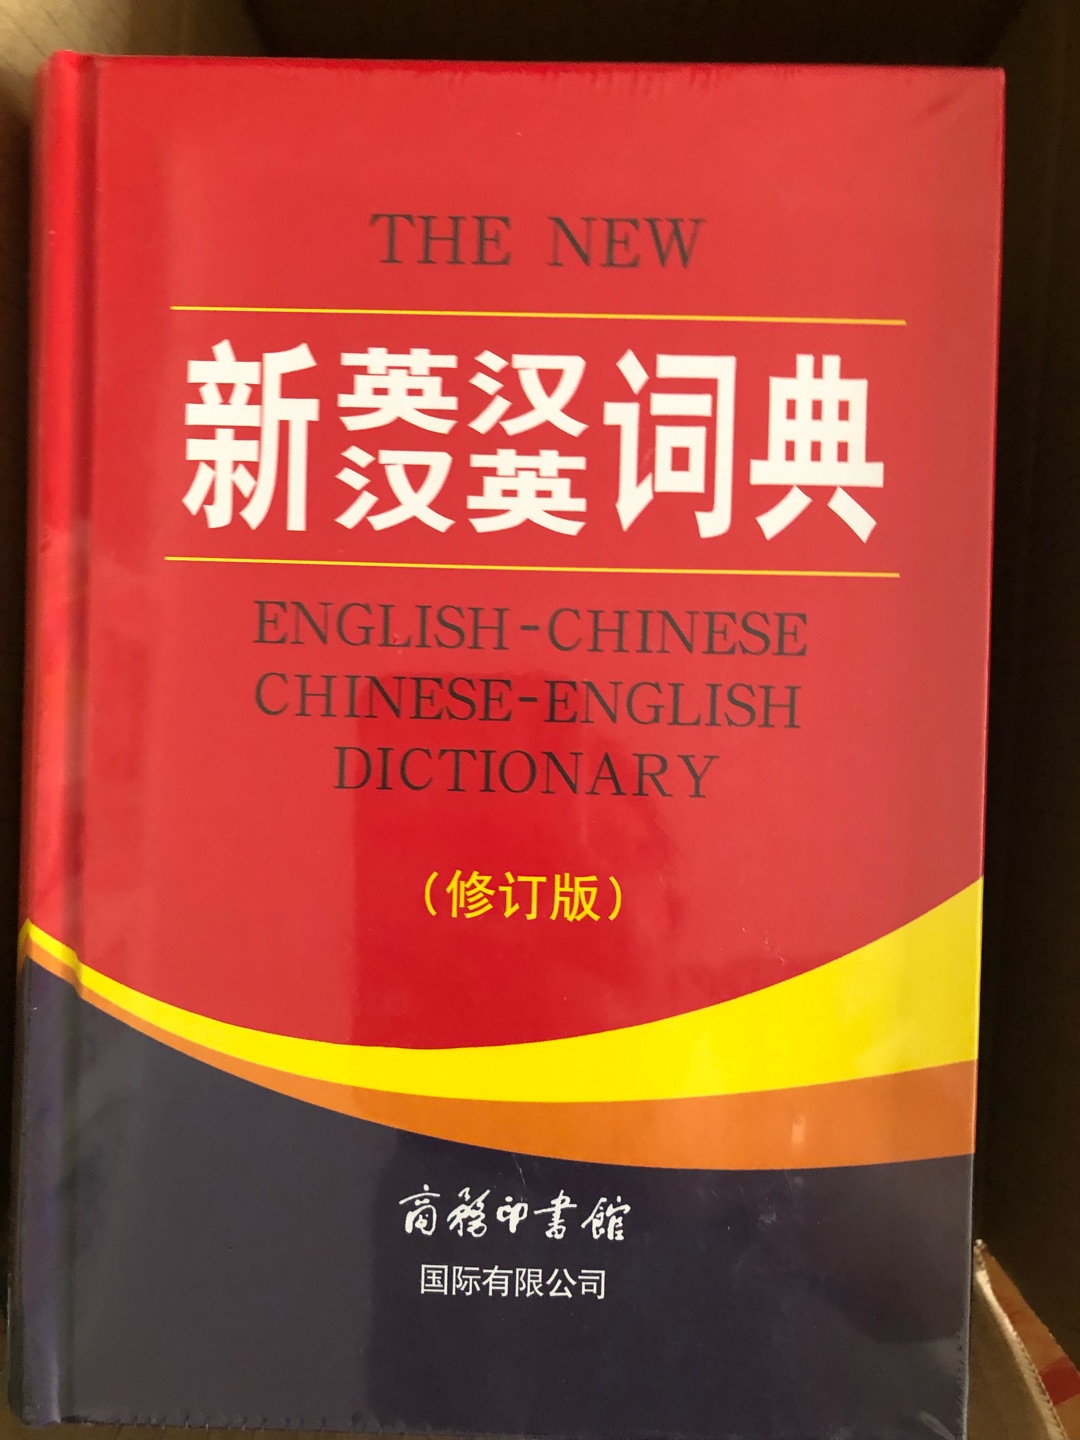 THE NEW
新英汉汉英词典
ENGLISH-CHINESE
CHINESE-ENGLISH
DICTIONARY
(修订版)
商務印書館
国际有限公司